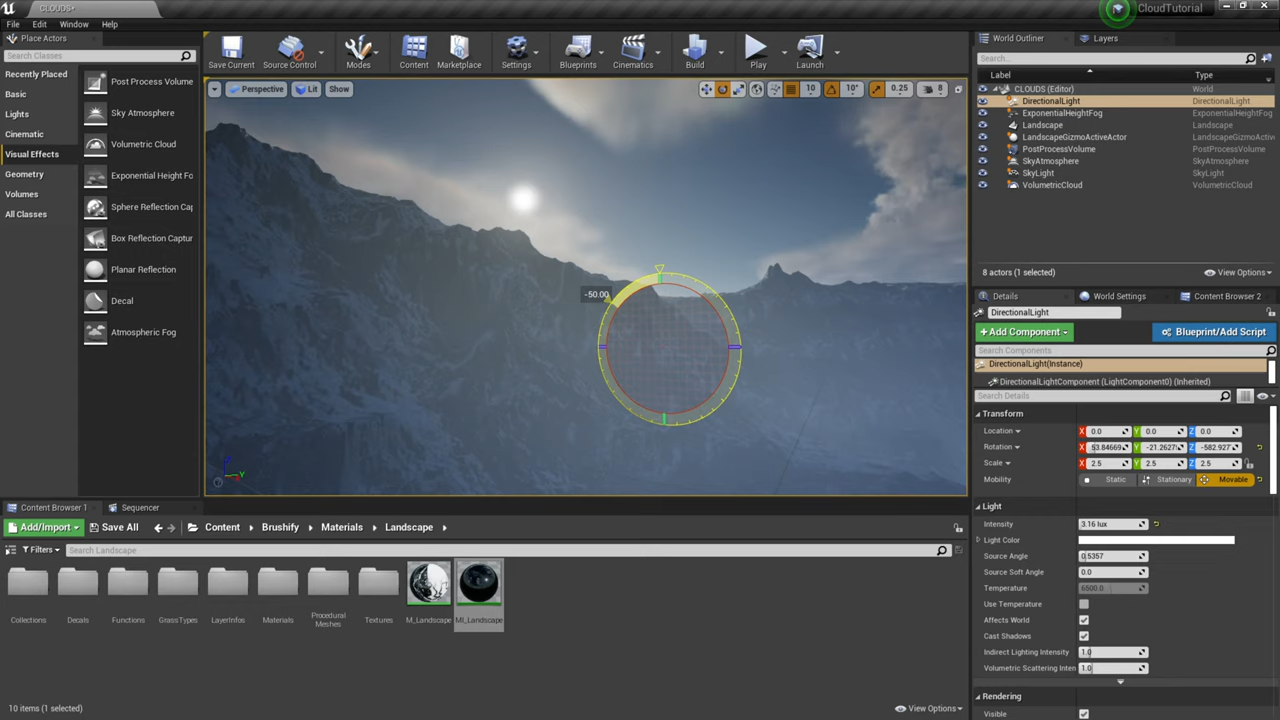 CLOUDS*
CloudTutorial
File Edit Window Help
Place Actors
Search Classes
Recently Placed
Basic
Lights
Cinematic
Visual Effects
Geometry
Volumes
All Classes
Post Process Volume
Sky Atmosphere
Volumetric Cloud
Exponential Height Fo
Sphere Reflection Cap
Box Reflection Captur
Planar Reflection
Decal
Atmospheric Fog
Save Current
Source Control
Modes
Content
Marketplace
Settings
Blueprints
Cinematics
Build
Play
Launch
Perspective
Lit
Show
10
10°
0.25
8
-50.00
Z
Y
World Outliner
Layers
Search...
Label Type
CLOUDS (Editor) World
DirectionalLight DirectionalLight
ExponentialHeightFog ExponentialHeightFog
Landscape Landscape
LandscapeGizmoActiveActor LandscapeGizmoActiv
PostProcessVolume PostProcessVolume
SkyAtmosphere SkyAtmosphere
SkyLight SkyLight
VolumetricCloud VolumetricCloud
8 actors (1 selected)
View Options
Details
World Settings
Content Browser 2
DirectionalLight
+Add Component
Blueprint/Add Script
Search Components
DirectionalLight(Instance)
DirectionalLightComponent (LightComponent0) (Inherited)
Search Details
Transform
Location X 0.0 Y 0.0 Z 0.0
Rotation X 53.84669 Y -21.2627 Z -582.927
Scale X 2.5 Y 2.5 Z 2.5
Mobility Static Stationary Movable
Light
Intensity 3.16 lux
Light Color
Source Angle 0.5357
Source Soft Angle 0.0
Temperature 6500.0
Use Temperature
Affects World
Cast Shadows
Indirect Lighting Intensity 1.0
Volumetric Scattering Inten 1.0
Rendering
Visible
Content Browser 1
Sequencer
Add/Import
Save All
Content
Brushify
Materials
Landscape
Filters
Search Landscape
Collections
Decals
Functions
GrassTypes
LayerInfos
Materials
Procedural
Meshes
Textures
M_Landscape
MI_Landscape
10 items (1 selected)
View Options